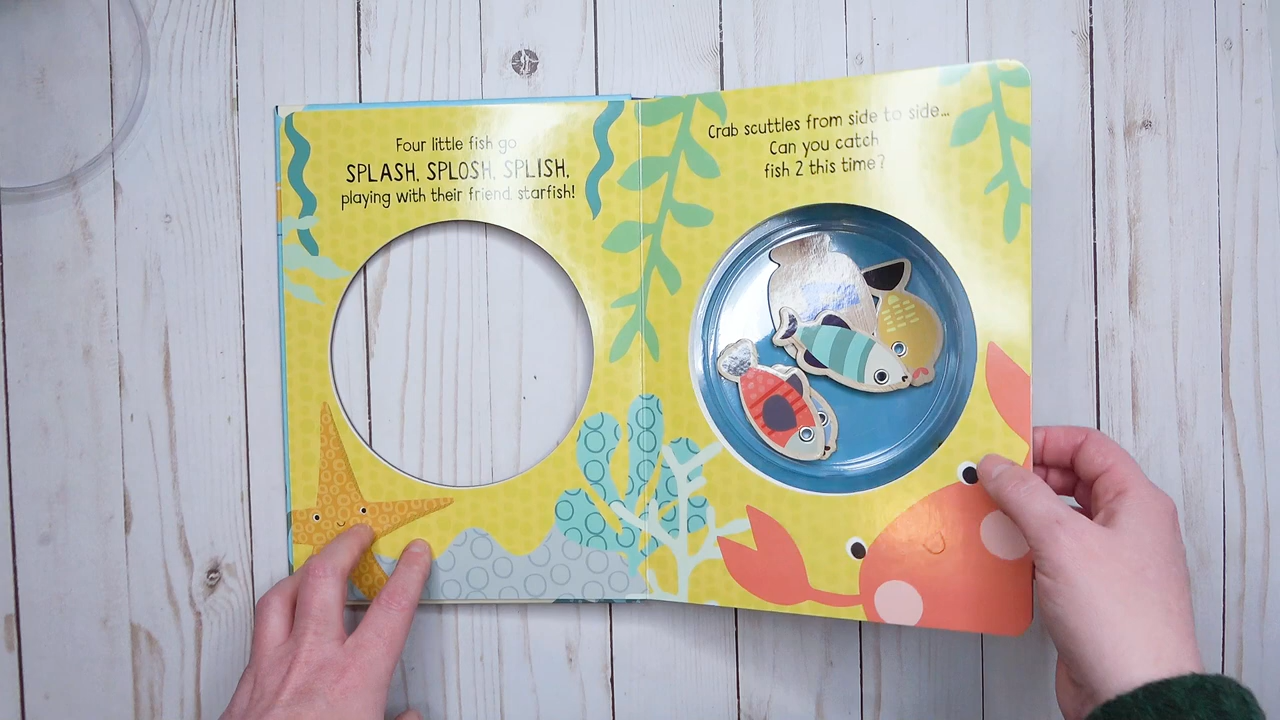 Four little fish go
SPLASH, SPLOSH, SPLISH,
playing with their friend, starfish!
Crab scuttles from side to side...
Can you catch
fish 2 this time?